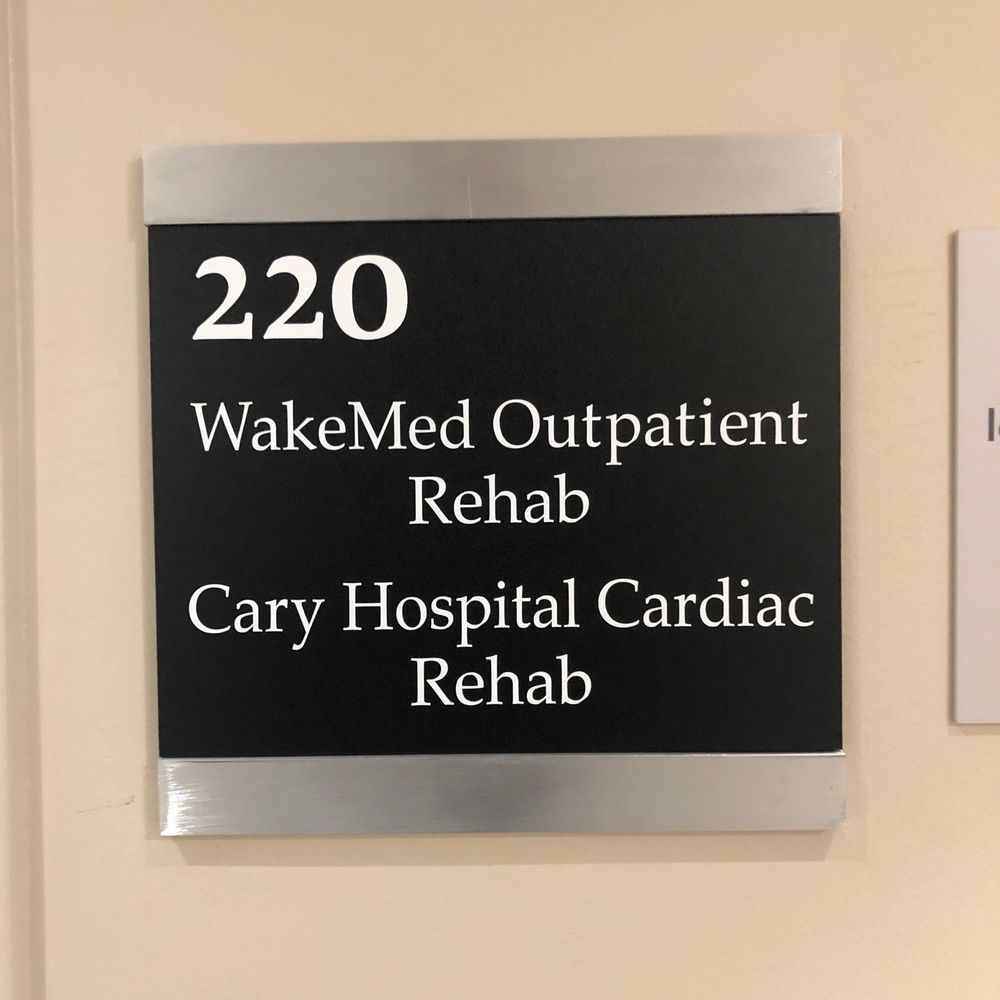 220
WakeMed Outpatient
Rehab
Cary Hospital Cardiac
Rehab